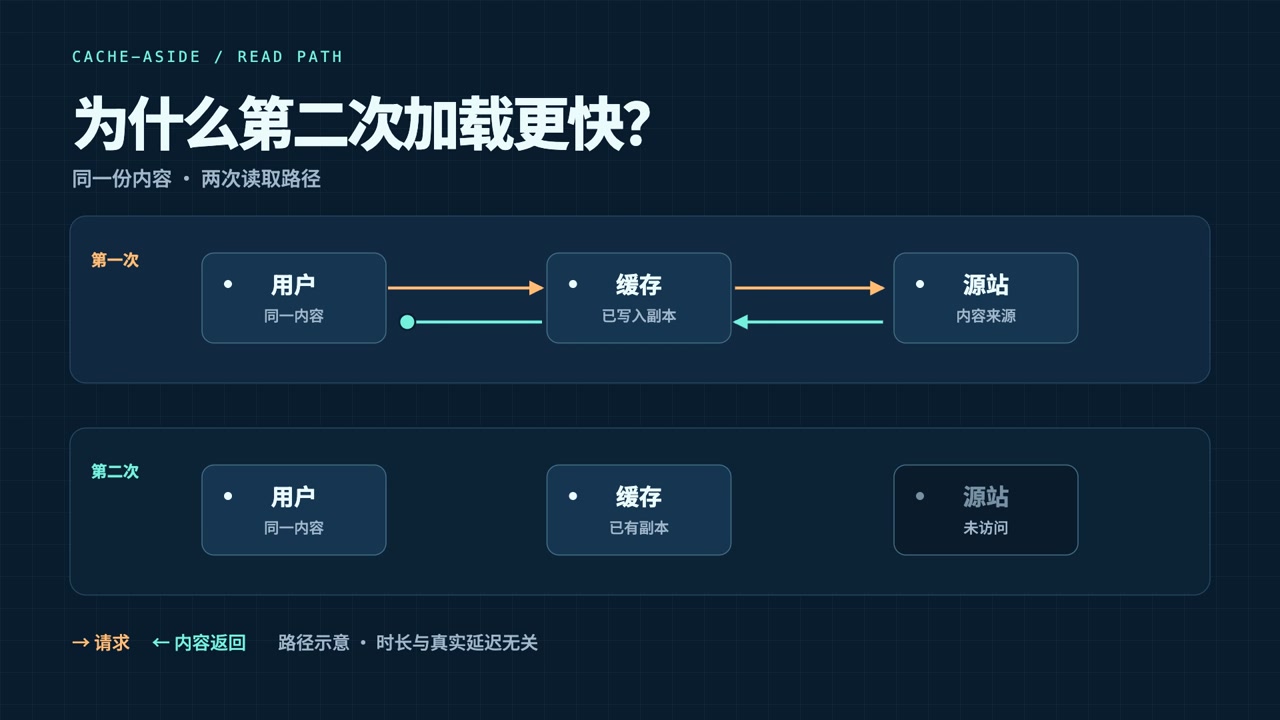 CACHE-ASIDE / READ PATH
为什么第二次加载更快?
同一份内容 • 两次读取路径
第一次
用户
同一内容
缓存
已写入副本
源站
内容来源
第二次
用户
同一内容
缓存
已有副本
源站
未访问
→ 请求 ← 内容返回 路径示意 • 时长与真实延迟无关